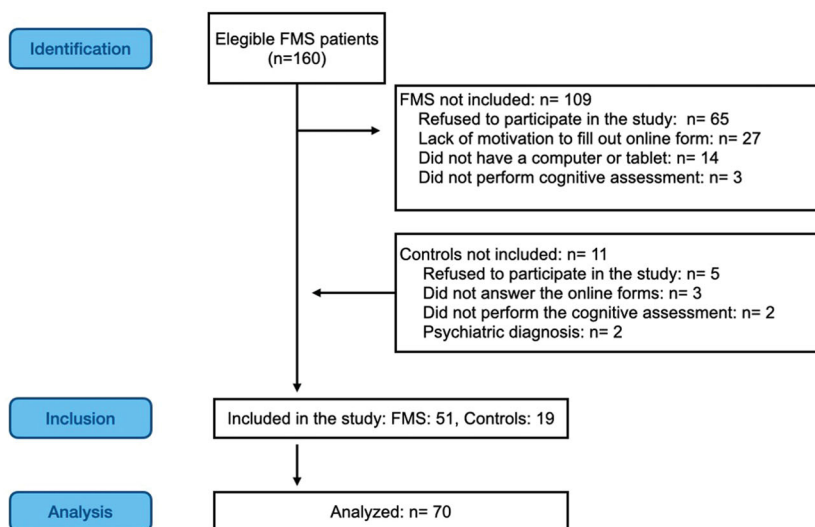 Identification
Elegible FMS patients
(n=160)
FMS not included: n= 109
Refused to participate in the study: n= 65
Lack of motivation to fill out online form: n= 27
Did not have a computer or tablet: n= 14
Did not perform cognitive assessment: n= 3
Controls not included: n= 11
Refused to participate in the study: n= 5
Did not answer the online forms: n= 3
Did not perform the cognitive assessment: n= 2
Psychiatric diagnosis: n= 2
Inclusion
Included in the study: FMS: 51, Controls: 19
Analysis
Analyzed: n= 70